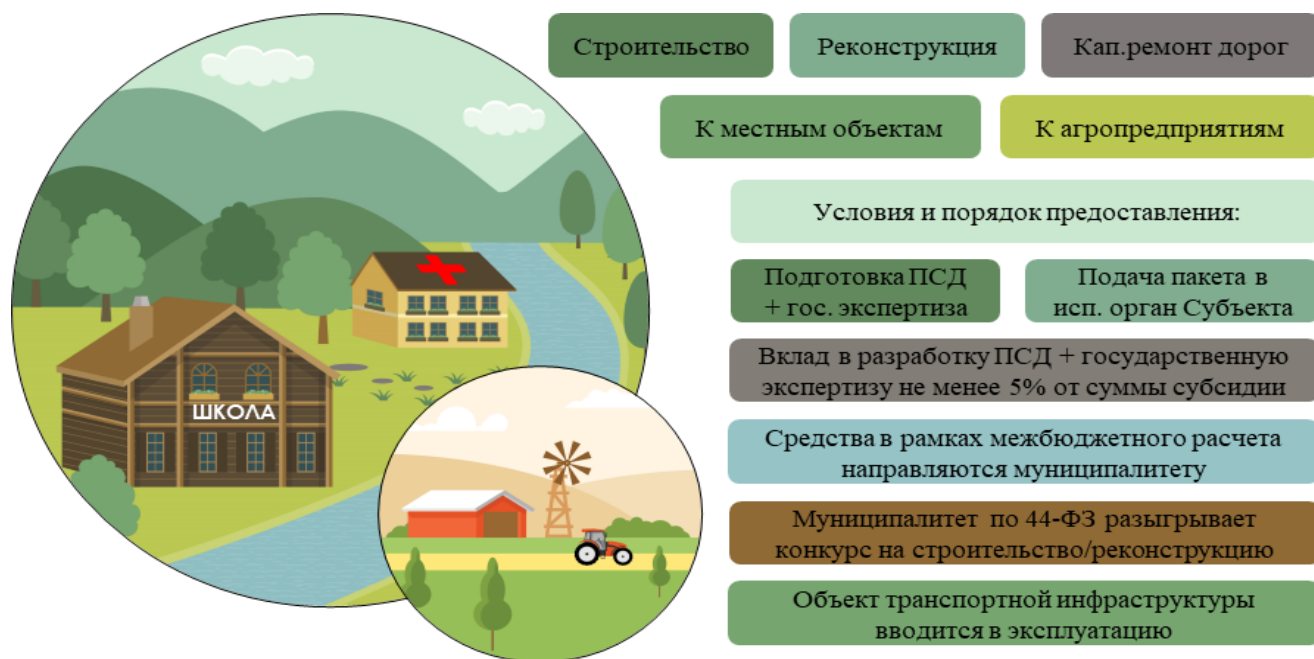 Строительство
Реконструкция
Кап.ремонт дорог
К местным объектам
К агропредприятиям
Условия и порядок предоставления:
Подготовка ПСД
+ гос. экспертиза
Подача пакета в
исп. орган Субъекта
Вклад в разработку ПСД + государственную
экспертизу не менее 5% от суммы субсидии
Средства в рамках межбюджетного расчета
направляются муниципалитету
Муниципалитет по 44-ФЗ разыгрывает
конкурс на строительство/реконструкцию
Объект транспортной инфраструктуры
вводится в эксплуатацию
ШКОЛА